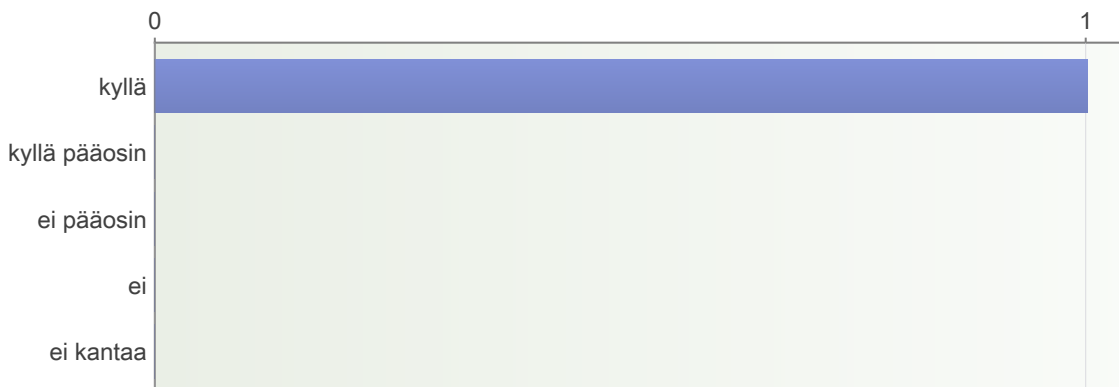 0 1
kyllä
kyllä pääosin
ei pääosin
ei
ei kantaa